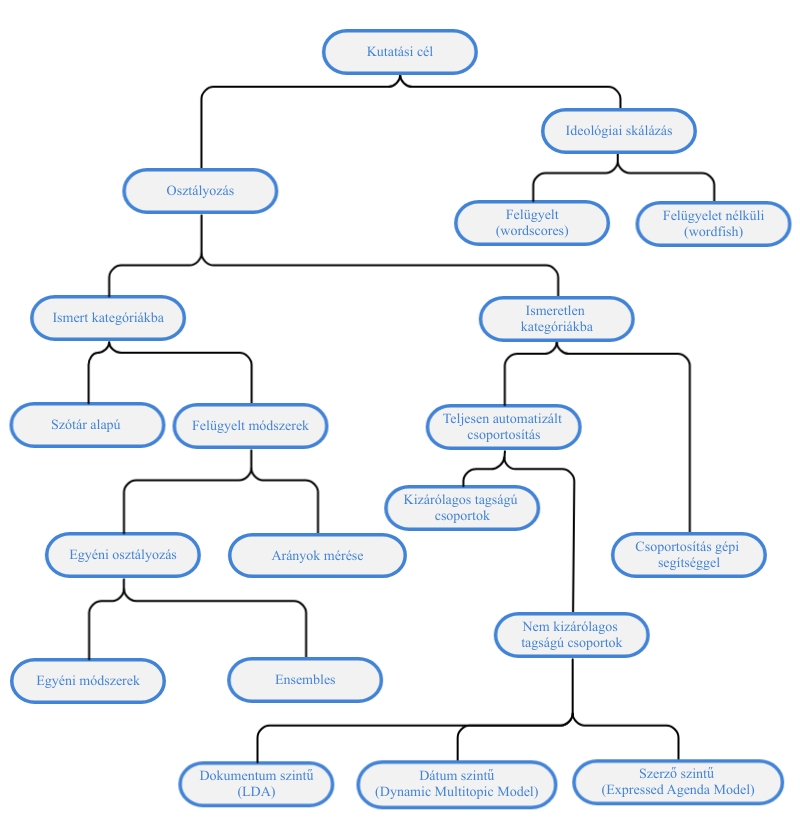 Kutatási cél
Ideológiai skálázás
Osztályozás
Felügyelt
(wordscores)
Felügyelet nélküli
(wordfish)
Ismert kategóriákba
Ismeretlen
kategóriákba
Szótár alapú
Felügyelt módszerek
Teljesen automatizált
csoportosítás
Kizárólagos tagságú
csoportok
Egyéni osztályozás
Arányok mérése
Csoportosítás gépi
segítséggel
Nem kizárólagos
tagságú csoportok
Egyéni módszerek
Ensembles
Dokumentum szintű
(LDA)
Dátum szintű
(Dynamic Multitopic Model)
Szerző szintű
(Expressed Agenda Model)